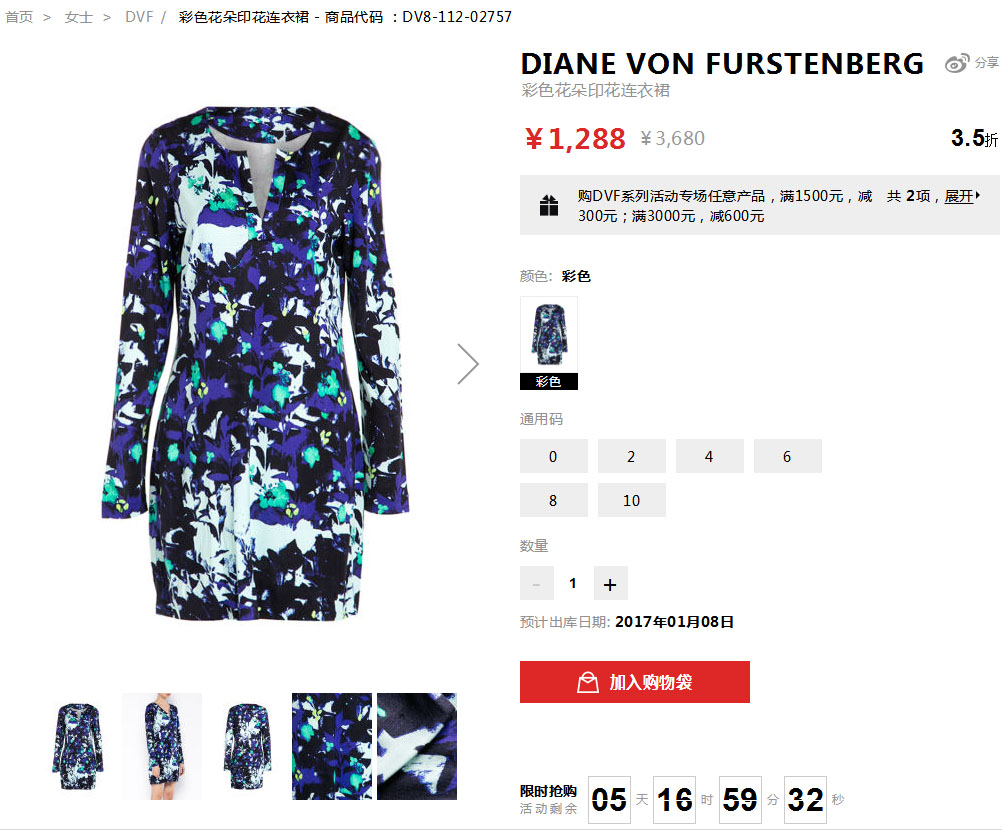 首页 > 女士 > DVF / 彩色花朵印花连衣裙 - 商品代码 ：DV8-112-02757
DIANE VON FURSTENBERG
分享
彩色花朵印花连衣裙
￥1,288 ￥3,680
3.5折
购DVF系列活动专场任意产品，满1500元，减
300元；满3000元，减600元
共 2项，展开
颜色: 彩色
彩色
通用码
0 2 4 6
8 10
数量
- 1 +
预计出库日期: 2017年01月08日
加入购物袋
限时抢购
活动剩余
05 天 16 时 59 分 32 秒